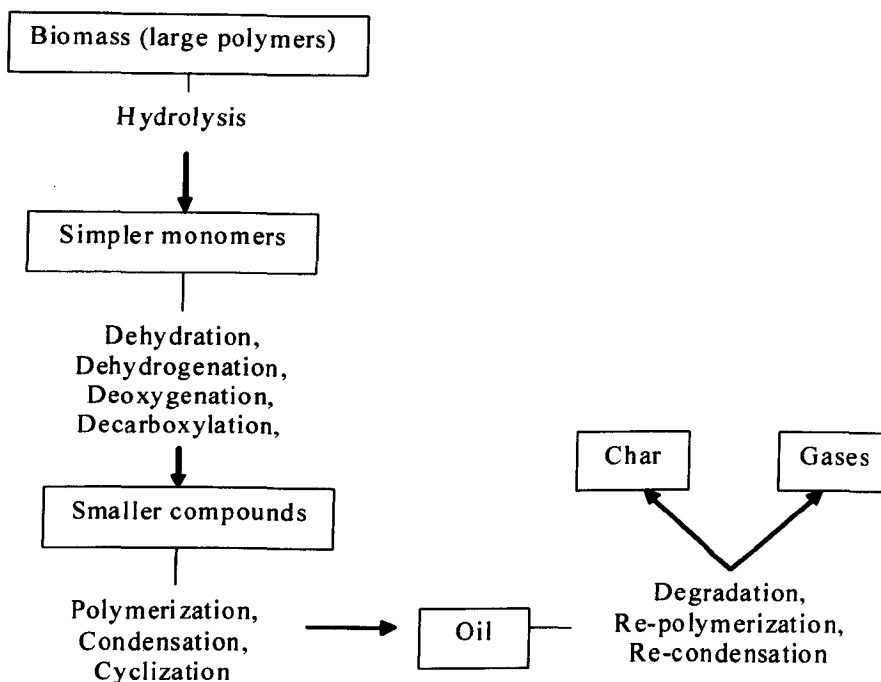 Biomass (large polymers)
Hydrolysis
Simpler monomers
Dehydration,
Dehydrogenation,
Deoxygenation,
Decarboxylation,
Smaller compounds
Polymerization,
Condensation,
Cyclization
Oil
Degradation,
Re-polymerization,
Re-condensation
Char
Gases